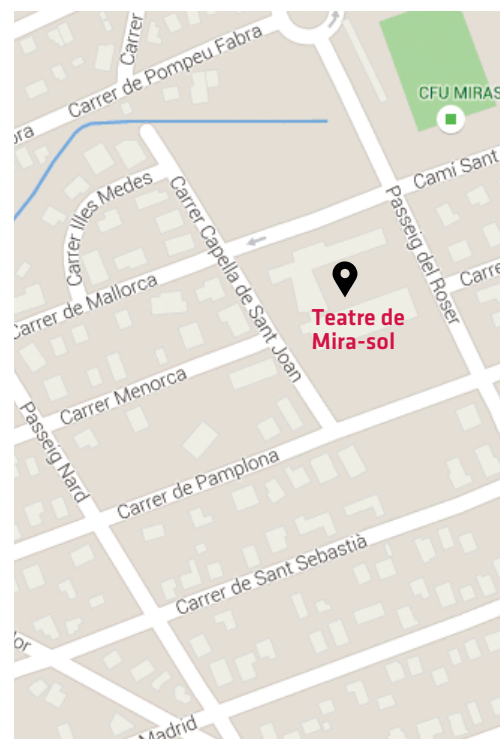 Carrer
Carrer de Pompeu Fabra
CFU MIRAS
Camí Sant
Carrer Illes Medes
Carrer Capella de Sant Joan
Passeig del Roser
Carre
Carrer de Mallorca
Teatre de
Mira-sol
Carrer Menorca
Passeig Nard
Carrer de Pamplona
Carrer de Sant Sebastià
Madrid